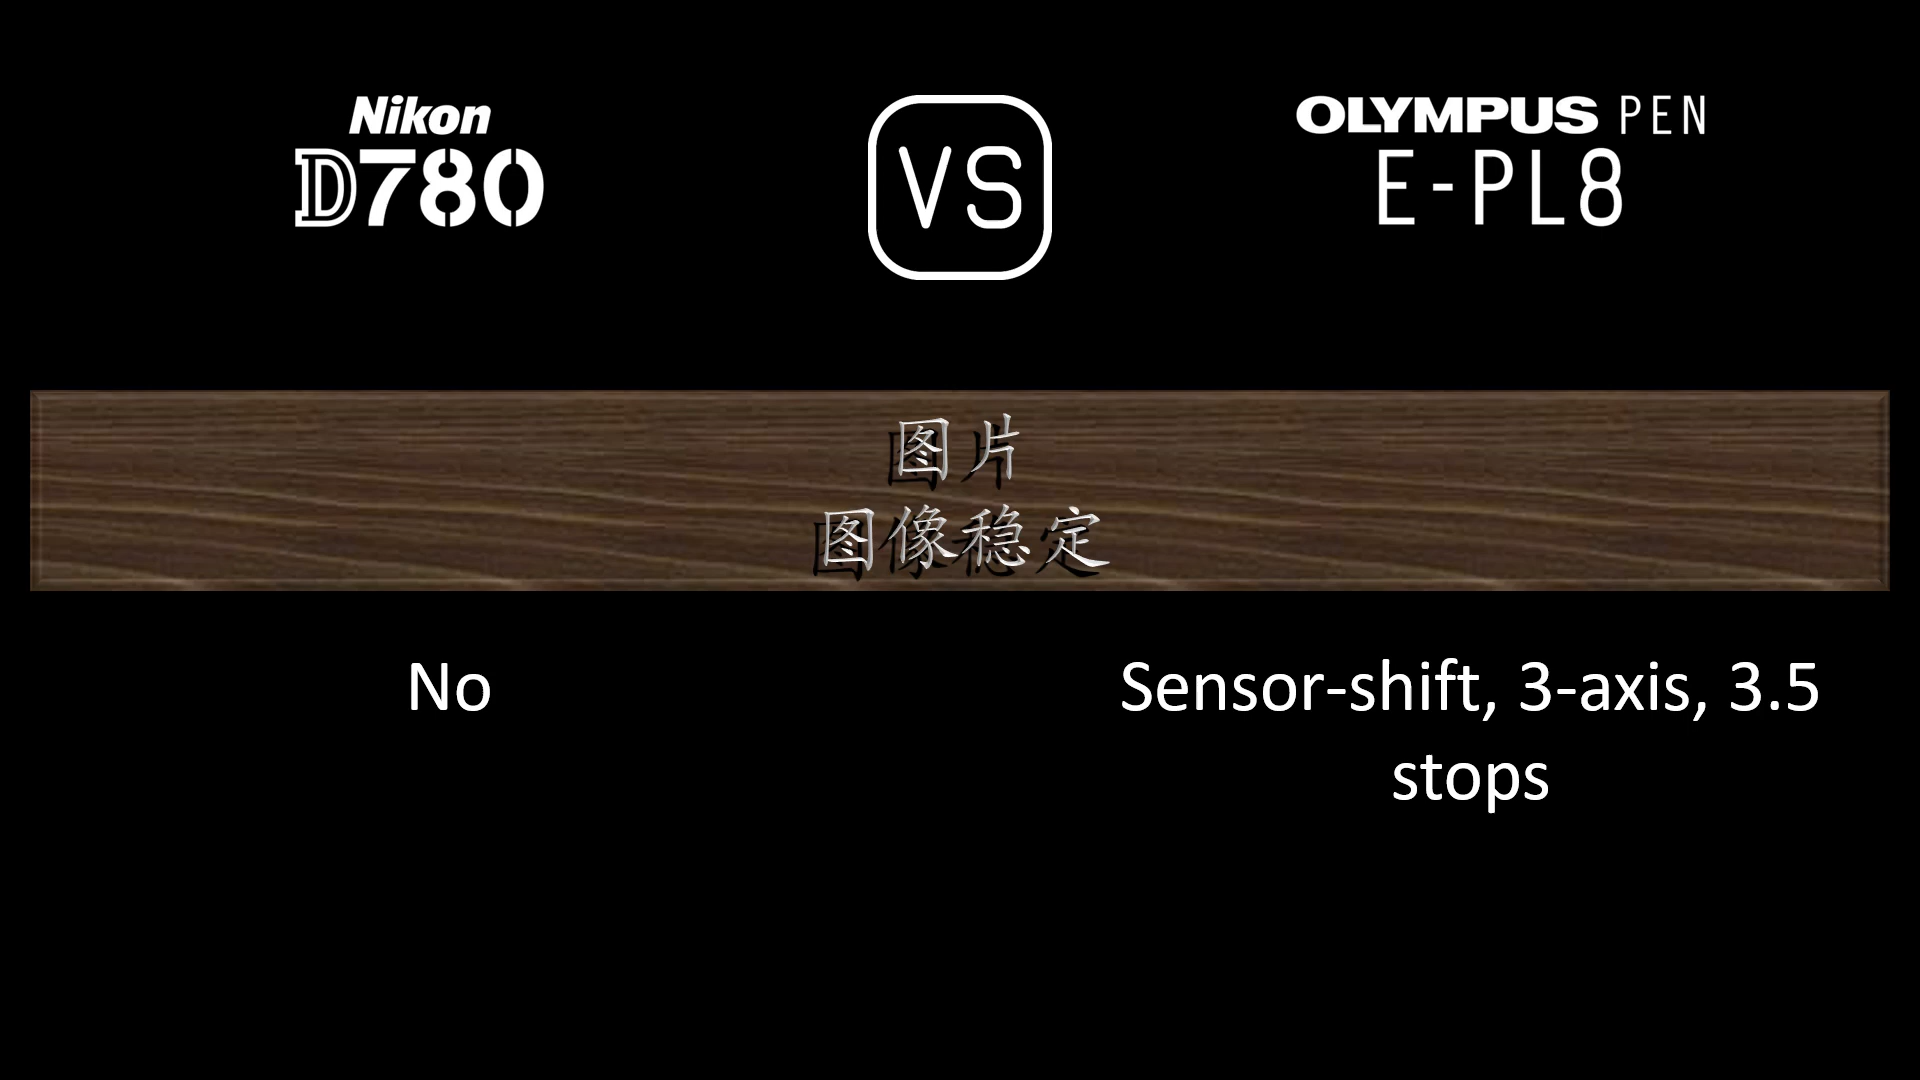 Nikon
D780
VS
OLYMPUS PEN
E-PL8
图片
图像稳定
No
Sensor-shift, 3-axis, 3.5
stops